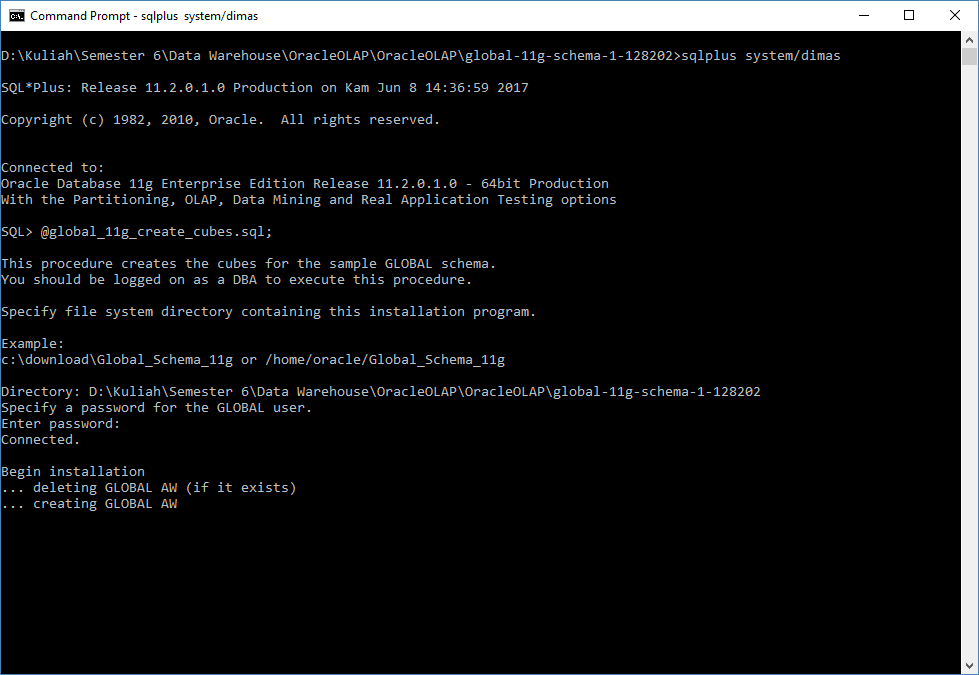 Command Prompt - sqlplus  system/dimas
D:\Kuliah\Semester 6\Data Warehouse\OracleOLAP\OracleOLAP\global-11g-schema-1-128202>sqlplus system/dimas
SQL*Plus: Release 11.2.0.1.0 Production on Kam Jun 8 14:36:59 2017
Copyright (c) 1982, 2010, Oracle.  All rights reserved.
Connected to:
Oracle Database 11g Enterprise Edition Release 11.2.0.1.0 - 64bit Production
With the Partitioning, OLAP, Data Mining and Real Application Testing options
SQL> @global_11g_create_cubes.sql;
This procedure creates the cubes for the sample GLOBAL schema.
You should be logged on as a DBA to execute this procedure.
Specify file system directory containing this installation program.
Example:
c:\download\Global_Schema_11g or /home/oracle/Global_Schema_11g
Directory: D:\Kuliah\Semester 6\Data Warehouse\OracleOLAP\OracleOLAP\global-11g-schema-1-128202
Specify a password for the GLOBAL user.
Enter password:
Connected.
Begin installation
... deleting GLOBAL AW (if it exists)
... creating GLOBAL AW